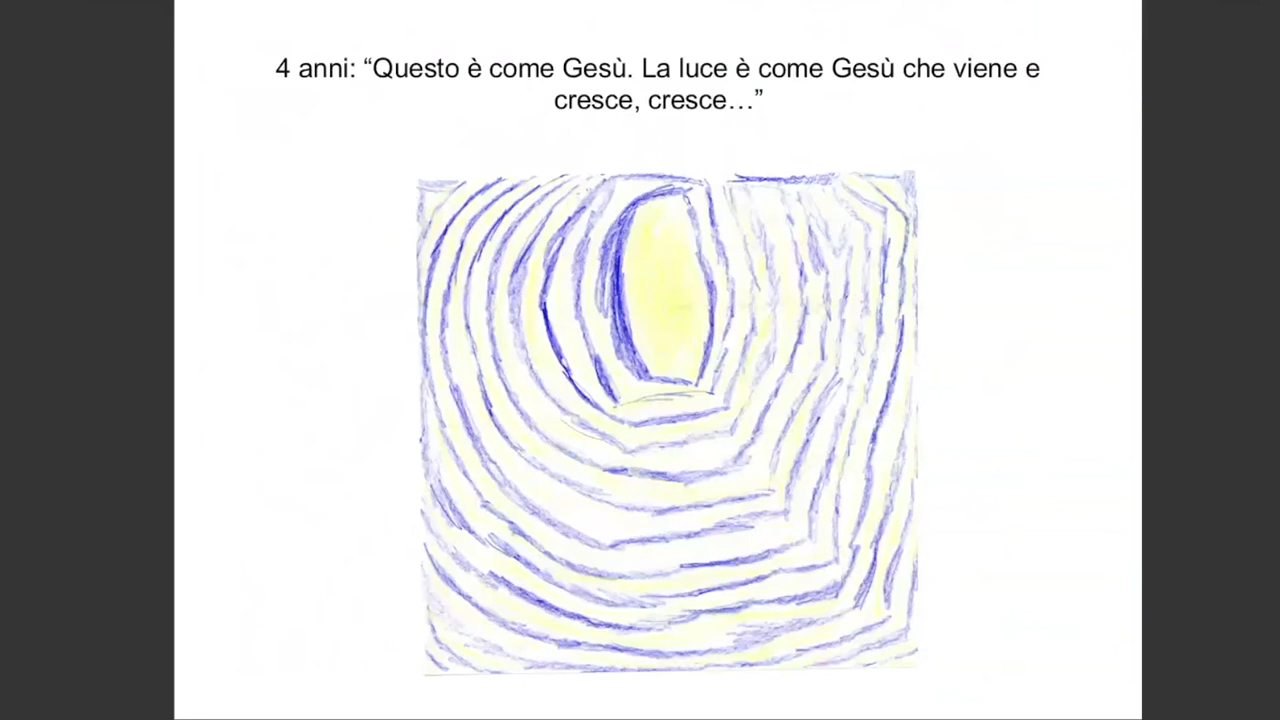 4 anni: “Questo è come Gesù. La luce è come Gesù che viene e
cresce, cresce…”